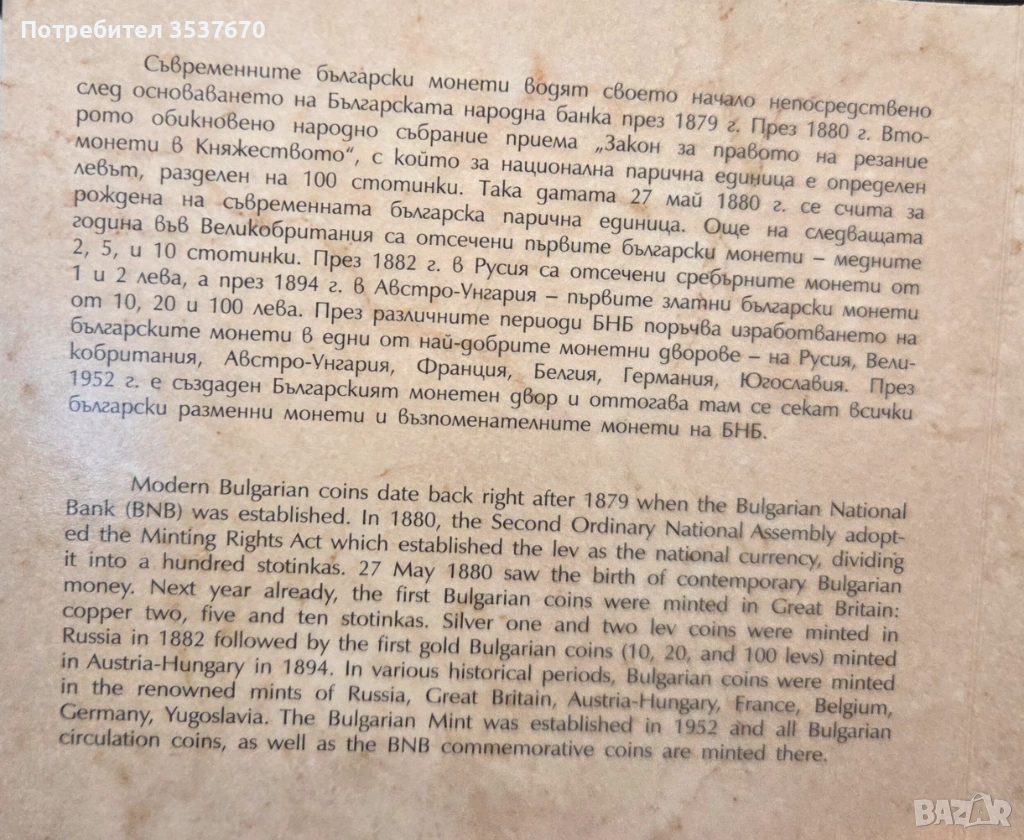 Потребител 3537670
Съвременните български монети водят своето начало непосредствено
след основаването на Българската народна банка през 1879 г. През 1880 г. Вто-
рото обикновено народно събрание приема „Закон за правото на резание
монети в Княжеството“, с който за национална парична единица е определен
левът, разделен на 100 стотинки. Така датата 27 май 1880 г. се счита за
рождена на съвременната българска парична единица. Още на следващата
година във Великобритания са отсечени първите български монети – медните
2, 5, и 10 стотинки. През 1882 г. в Русия са отсечени сребърните монети от
1 и 2 лева, а през 1894 г. в Австро-Унгария – първите златни български монети
от 10, 20 и 100 лева. През различните периоди БНБ поръчва изработването на
българските монети в едни от най-добрите монетни дворове – на Русия, Вели-
кобритания, Австро-Унгария, Франция, Белгия, Германия, Югославия. През
1952 г. е създаден Българският монетен двор и оттогава там се секат всички
български разменни монети и възпоменателните монети на БНБ.
Modern Bulgarian coins date back right after 1879 when the Bulgarian National
Bank (BNB) was established. In 1880, the Second Ordinary National Assembly adopt-
ed the Minting Rights Act which established the lev as the national currency, dividing
it into a hundred stotinkas. 27 May 1880 saw the birth of contemporary Bulgarian
money. Next year already, the first Bulgarian coins were minted in Great Britain:
copper two, five and ten stotinkas. Silver one and two lev coins were minted in
Russia in 1882 followed by the first gold Bulgarian coins (10, 20, and 100 levs) minted
in Austria-Hungary in 1894. In various historical periods, Bulgarian coins were minted
in the renowned mints of Russia, Great Britain, Austria-Hungary, France, Belgium,
Germany, Yugoslavia. The Bulgarian Mint was established in 1952 and all Bulgarian
circulation coins, as well as the BNB commemorative coins are minted there.
BAZAR